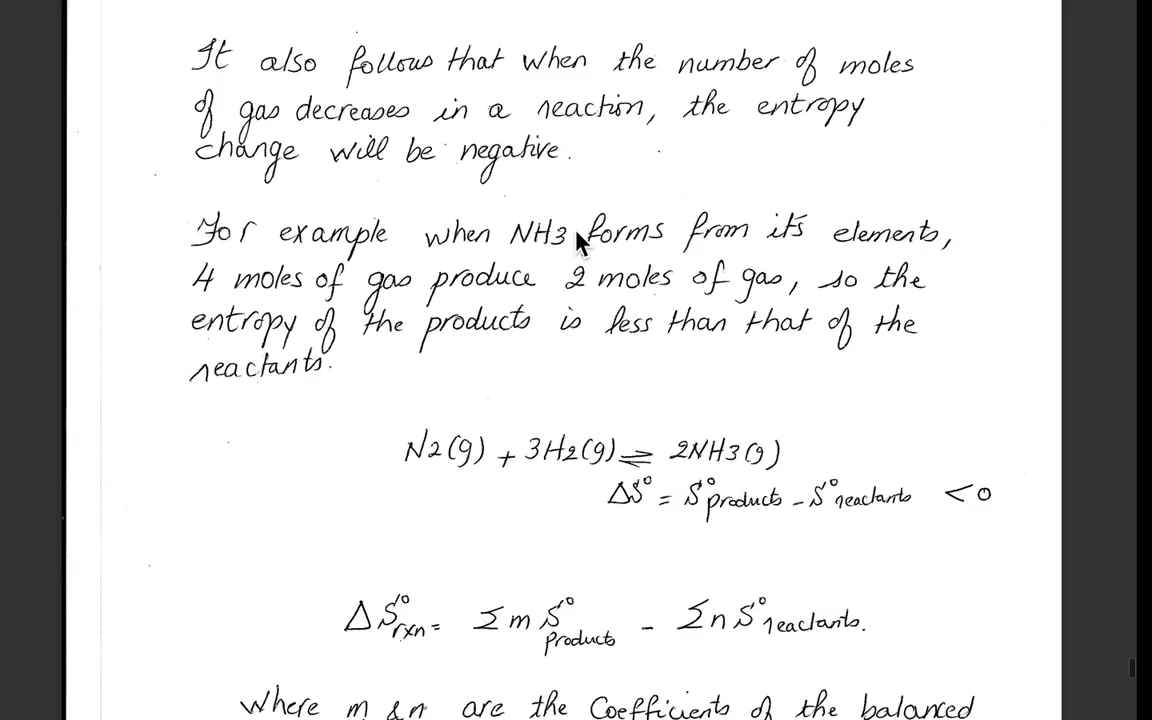 It also follows that when the number of moles
of gas decreases in a reaction, the entropy
change will be negative.
For example when NH3 forms from its elements,
4 moles of gas produce 2 moles of gas, so the
entropy of the products is less than that of the
reactants.
N2(g) + 3H2(g) ⇌ 2NH3(g)
ΔS° = S°products - S°reactants < 0
ΔS°rxn = Σm S°products - Σn S°reactants.
Where m & n are the Coefficients of the balanced